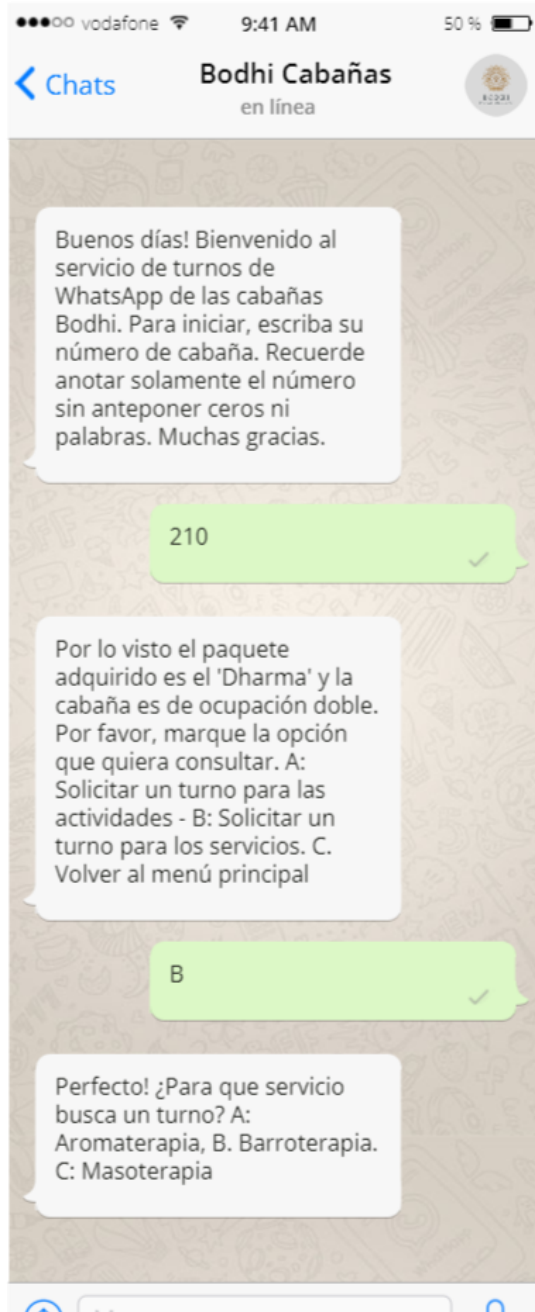 vodafone 9:41 AM 50 %
Chats
Bodhi Cabañas
en línea
BODHI
Buenos días! Bienvenido al
servicio de turnos de
WhatsApp de las cabañas
Bodhi. Para iniciar, escriba su
número de cabaña. Recuerde
anotar solamente el número
sin anteponer ceros ni
palabras. Muchas gracias.
210
Por lo visto el paquete
adquirido es el 'Dharma' y la
cabaña es de ocupación doble.
Por favor, marque la opción
que quiera consultar. A:
Solicitar un turno para las
actividades - B: Solicitar un
turno para los servicios. C.
Volver al menú principal
B
Perfecto! ¿Para que servicio
busca un turno? A:
Aromaterapia, B. Barroterapia.
C: Masoterapia